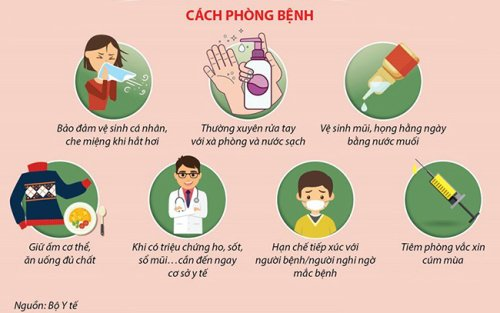 CÁCH PHÒNG BỆNH
Bảo đảm vệ sinh cá nhân,
che miệng khi hắt hơi
Thường xuyên rửa tay
với xà phòng và nước sạch
Vệ sinh mũi, họng hằng ngày
bằng nước muối
Giũ ấm cơ thể,
ăn uống đủ chất
Khi có triệu chứng ho, sốt,
sổ mũi...cần đến ngay
cơ sở y tế
Hạn chế tiếp xúc với
người bệnh/người nghi ngờ
mắc bệnh
Tiêm phòng vắc xin
cúm mùa
Nguồn: Bộ Y tế